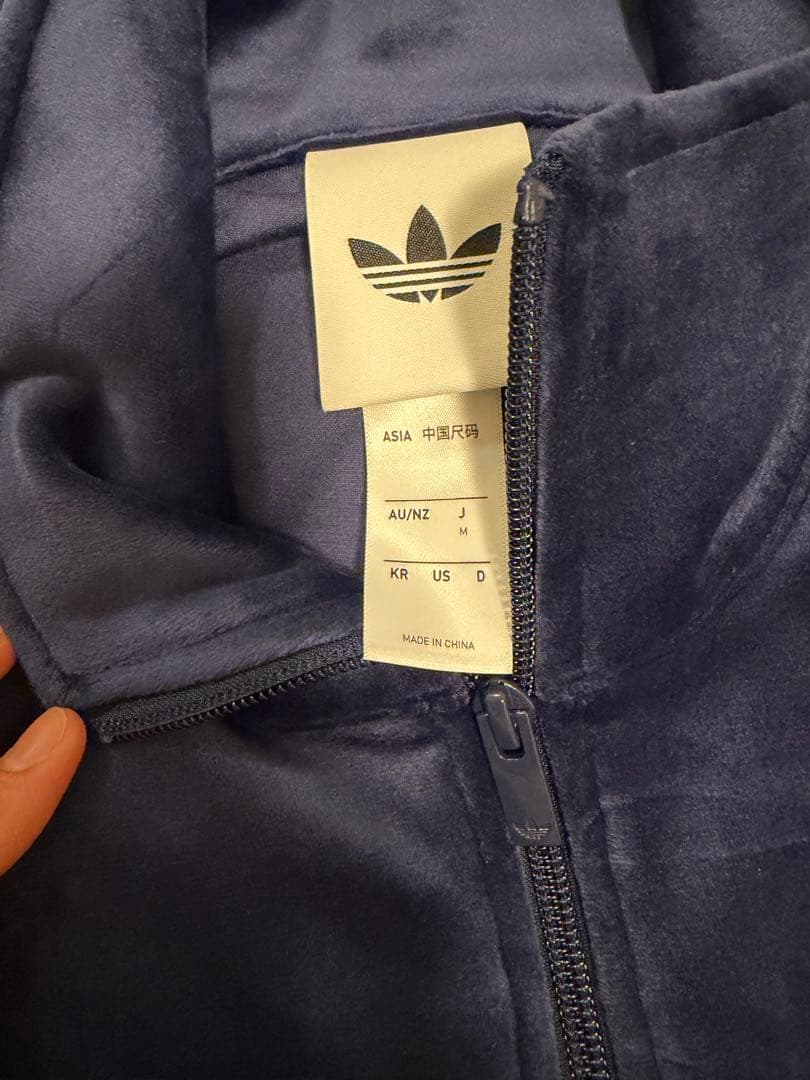 ASIA 中国尺码
AU/NZ J
M
KR US D
MADE IN CHINA